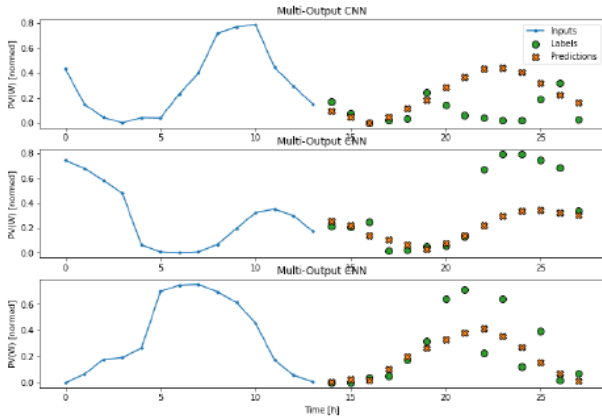 Multi-Output CNN
PV(W) [normed]
0.8
0.6
0.4
0.2
0.0
0 5 10 15 20 25
Inputs
Labels
Predictions
Multi-Output CNN
PV(W) [normed]
0.8
0.6
0.4
0.2
0.0
0 5 10 15 20 25
Multi-Output CNN
PV(W) [normed]
0.6
0.4
0.2
0.0
0 5 10 15 20 25
Time [h]